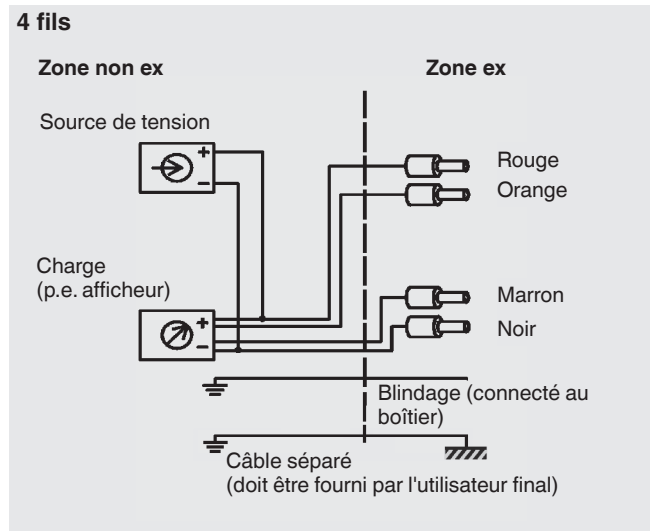 4 fils
Zone non ex
Zone ex
Source de tension
+
−
Rouge
Orange
Charge
(p.e. afficheur)
+
−
Marron
Noir
Blindage (connecté au
boîtier)
Câble séparé
(doit être fourni par l'utilisateur final)